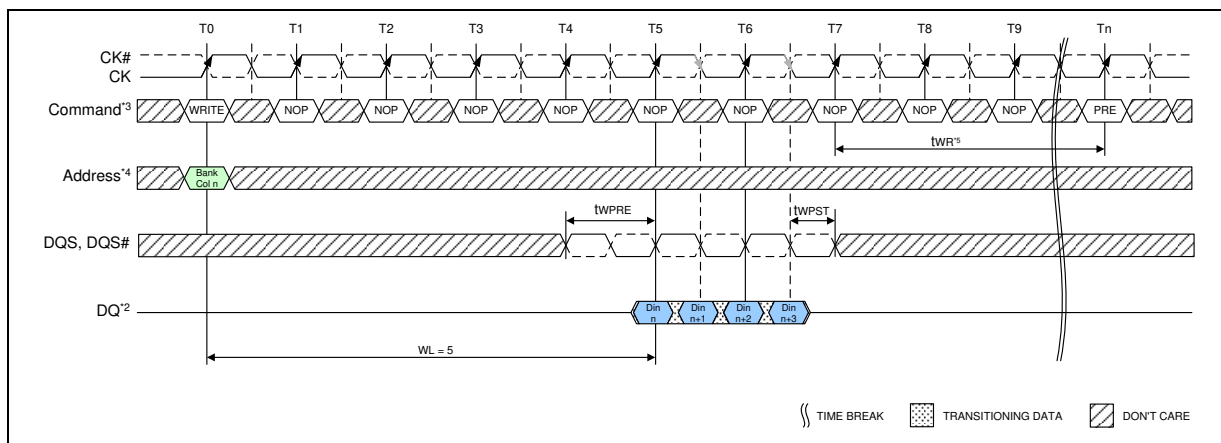 T0 T1 T2 T3 T4 T5 T6 T7 T8 T9 Tn
CK#
CK
Command*3 WRITE NOP NOP NOP NOP NOP NOP NOP NOP NOP PRE
tWR*5
Address*4 Bank
Col n
tWPRE tWPST
DQS, DQS#
DQ*2 Din
n Din
n+1 Din
n+2 Din
n+3
WL = 5
TIME BREAK TRANSITIONING DATA DON'T CARE